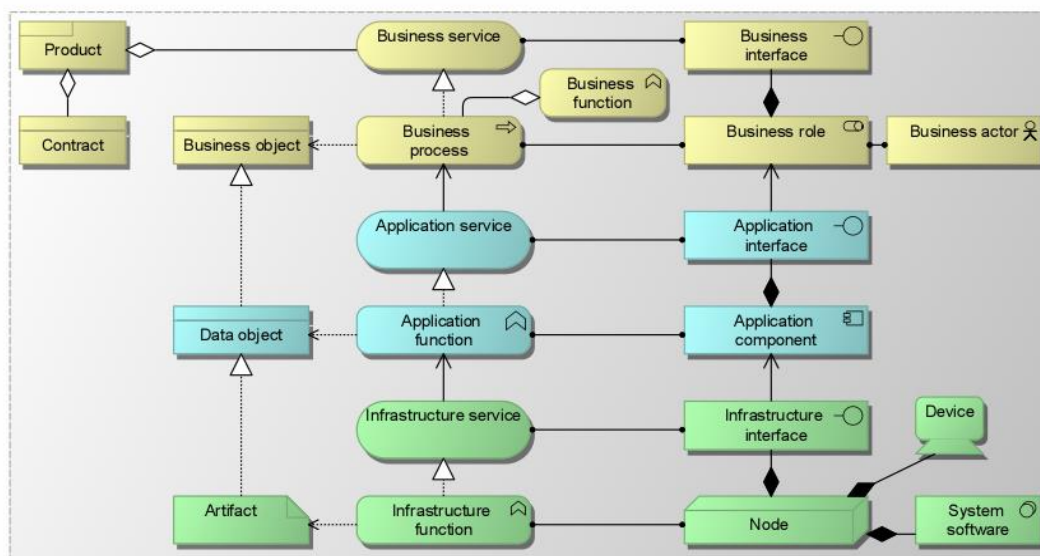 Product
Business service
Business
interface
Business
function
Contract
Business object
Business
process
Business role
Business actor
Application service
Application
interface
Data object
Application
function
Application
component
Infrastructure service
Infrastructure
interface
Device
Artifact
Infrastructure
function
Node
System
software